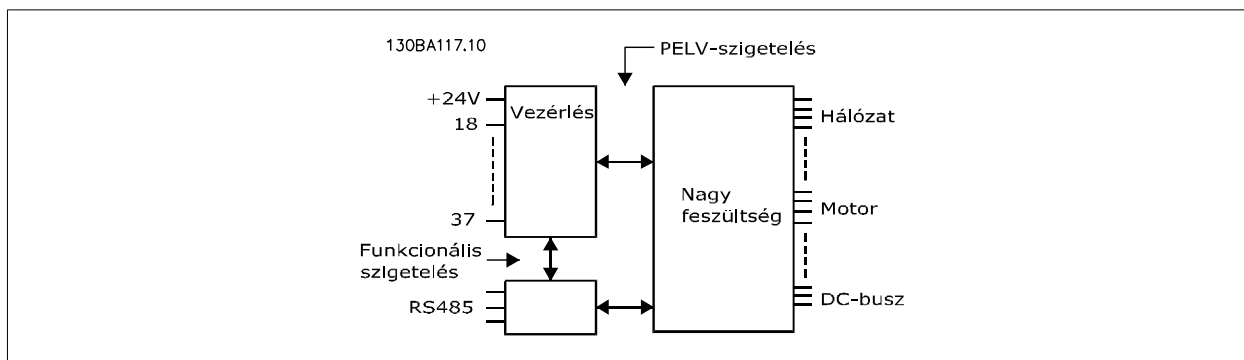 130BA117.10
PELV-szigetelés
+24V
Vezérlés
18
Hálózat
Nagy
feszültség
Motor
37
Funkcionális
szigetelés
RS485
DC-busz